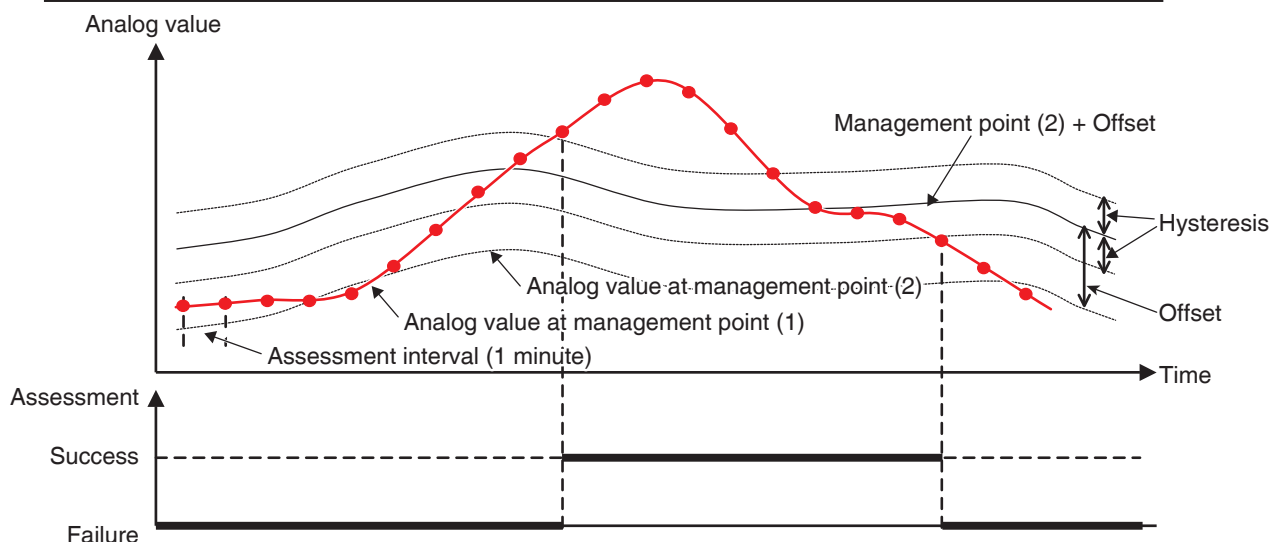 Analog value
Management point (2) + Offset
Hysteresis
Analog value at management point (2)
Offset
Analog value at management point (1)
Assessment interval (1 minute)
Time
Assessment
Success
Failure